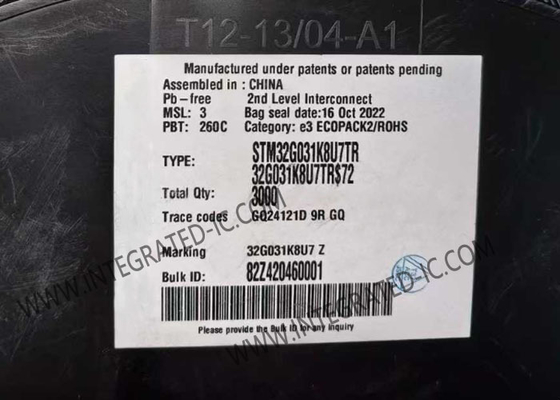 T12-13/04-A1
Manufactured under patents or patents pending
Assembled in : CHINA
Pb-free 2nd Level Interconnect
MSL: 3 Bag seal date:16 Oct 2022
PBT: 260C Category: e3 ECOPACK2/ROHS
TYPE: STM32G031K8U7TR
32G031K8U7TR$72
Total Qty: 3000
Trace codes GQ24121D 9R GQ
Marking 32G031K8U7 Z
Bulk ID: 82Z420460001
Please provide the Bulk ID for any inquiry
WWW.INTEGRATED-IC.COM
WWW.INTEGRATED-IC.COM